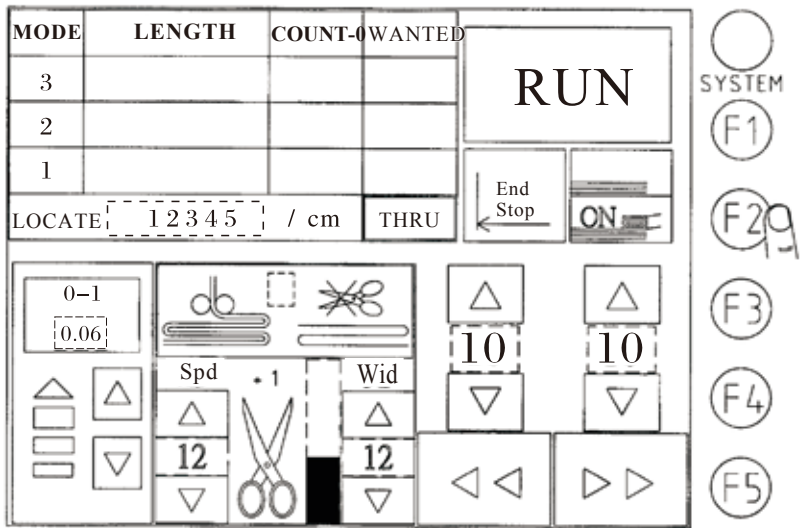 MODE LENGTH COUNT-0 WANTED
3
2
1
LOCATE 12345 / cm THRU
RUN
End
Stop
ON
SYSTEM
F1
F2
F3
F4
F5
0-1
0.06
Spd
12
+1
Wid
12
10
10